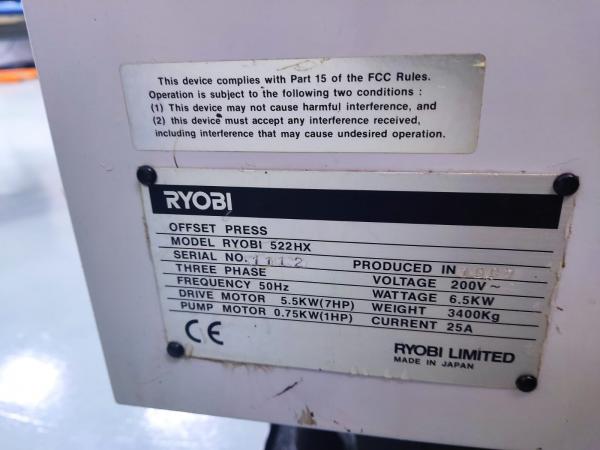 This device complies with Part 15 of the FCC Rules.
Operation is subject to the following two conditions :
(1) This device may not cause harmful interference, and
(2) this device must accept any interference received,
including interference that may cause undesired operation.
RYOBI
OFFSET PRESS
MODEL RYOBI 522HX
SERIAL NO. 1112 PRODUCED IN
THREE PHASE VOLTAGE 200V～
FREQUENCY 50Hz WATTAGE 6.5KW
DRIVE MOTOR 5.5KW(7HP) WEIGHT 3400Kg
PUMP MOTOR 0.75KW(1HP) CURRENT 25A
CE
RYOBI LIMITED
MADE IN JAPAN